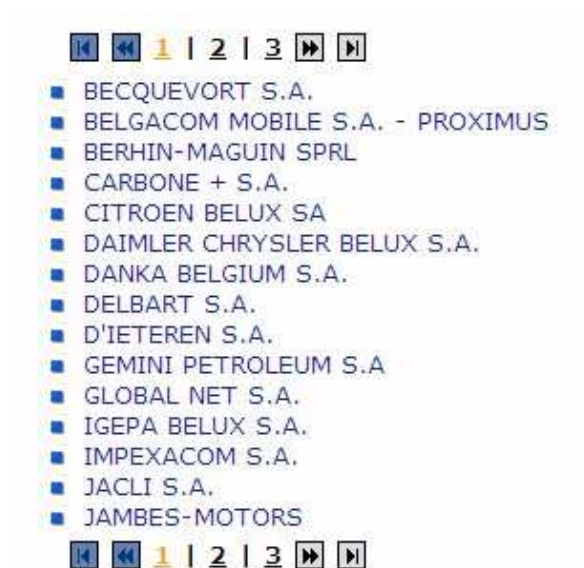 1 | 2 | 3
BECQUEVORT S.A.
BELGACOM MOBILE S.A. - PROXIMUS
BERHIN-MAGUIN SPRL
CARBONE + S.A.
CITROEN BELUX SA
DAIMLER CHRYSLER BELUX S.A.
DANKA BELGIUM S.A.
DELBART S.A.
D'IETEREN S.A.
GEMINI PETROLEUM S.A
GLOBAL NET S.A.
IGEPA BELUX S.A.
IMPEXACOM S.A.
JACLI S.A.
JAMBES-MOTORS
1 | 2 | 3